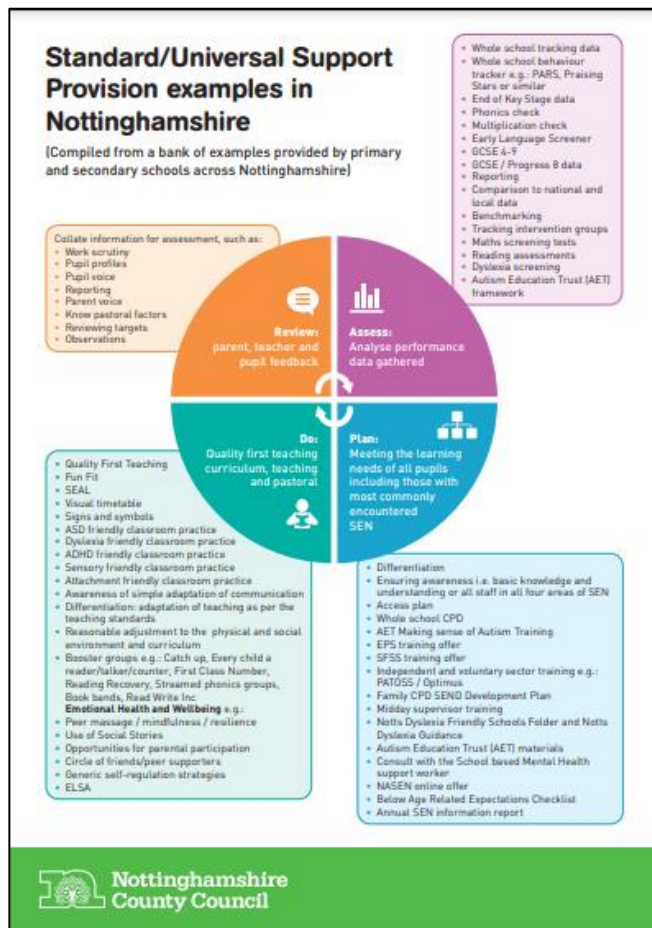 Standard/Universal Support
Provision examples in
Nottinghamshire
(Compiled from a bank of examples provided by primary
and secondary schools across Nottinghamshire)
• Whole school tracking data
• Whole school behaviour
tracker e.g.: PARS, Praising
Stars or similar
• End of Key Stage data
• Phonics check
• Multiplication check
• Early Language Screener
• GCSE 4-9
• GCSE / Progress 8 data
• Reporting
• Comparison to national and
local data
• Benchmarking
• Tracking intervention groups
• Maths screening tests
• Reading assessments
• Dyslexia screening
• Autism Education Trust (AET)
framework
Collate information for assessment, such as:
• Work scrutiny
• Pupil profiles
• Pupil voice
• Reporting
• Parent voice
• Know pastoral factors
• Reviewing targets
• Observations
Review:
parent, teacher and
pupil feedback
Assess:
Analyse performance
data gathered
Do:
Quality first teaching
curriculum, teaching
and pastoral
Plan:
Meeting the learning
needs of all pupils
including those with
most commonly
encountered
SEN
• Quality First Teaching
• Fun Fit
• SEAL
• Visual timetable
• Signs and symbols
• ASD friendly classroom practice
• Dyslexia friendly classroom practice
• ADHD friendly classroom practice
• Sensory friendly classroom practice
• Attachment friendly classroom practice
• Awareness of simple adaptation of communication
• Differentiation: adaptation of teaching as per the
teaching standards
• Reasonable adjustment to the physical and social
environment and curriculum
• Booster groups e.g.: Catch up, Every child a
reader/talker/counter, First Class Number,
Reading Recovery, Streamed phonics groups,
Book bands, Read Write Inc
Emotional Health and Wellbeing e.g.:
• Peer massage / mindfulness / resilience
• Use of Social Stories
• Opportunities for parental participation
• Circle of friends/peer supporters
• Generic self-regulation strategies
• ELSA
• Differentiation
• Ensuring awareness i.e. basic knowledge and
understanding or all staff in all four areas of SEN
• Access plan
• Whole school CPD
• AET Making sense of Autism Training
• EPS training offer
• SFSS training offer
• Independent and voluntary sector training e.g.:
PATOSS / Optimus
• Family CPD SEND Development Plan
• Midday supervisor training
• Notts Dyslexia Friendly Schools Folder and Notts
Dyslexia Guidance
• Autism Education Trust (AET) materials
• Consult with the School based Mental Health
support worker
• NASEN online offer
• Below Age Related Expectations Checklist
• Annual SEN information report
Nottinghamshire
County Council